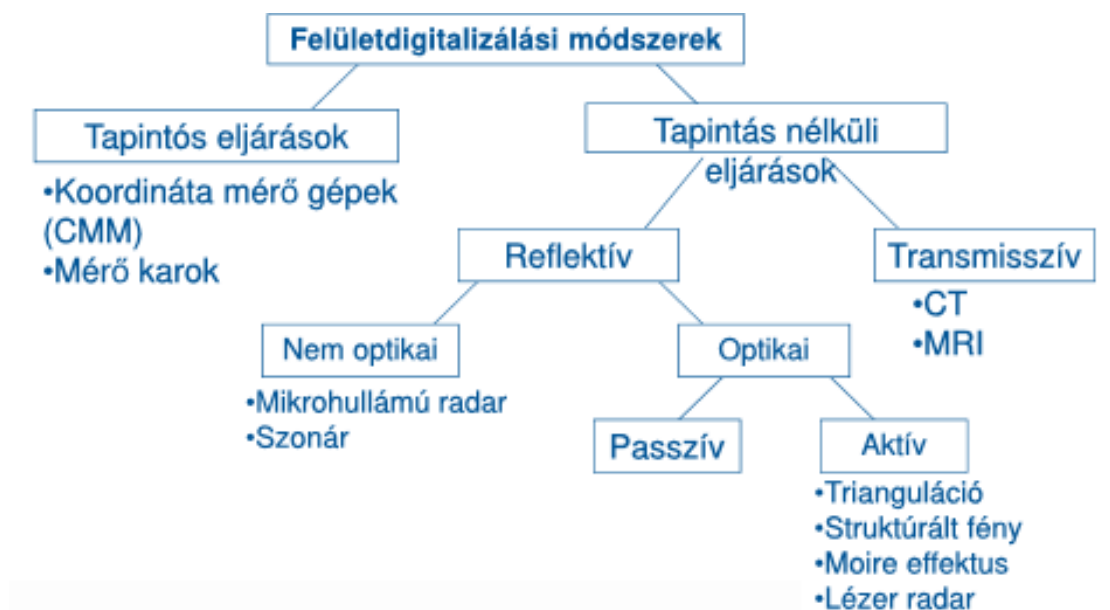 Felületdigitalizálási módszerek
Tapintós eljárások
•Koordináta mérő gépek
(CMM)
•Mérő karok
Tapintás nélküli
eljárások
Reflektív
Transmisszív
•CT
•MRI
Nem optikai
•Mikrohullámú radar
•Szonár
Optikai
Passzív
Aktív
•Trianguláció
•Struktúrált fény
•Moire effektus
•Lézer radar